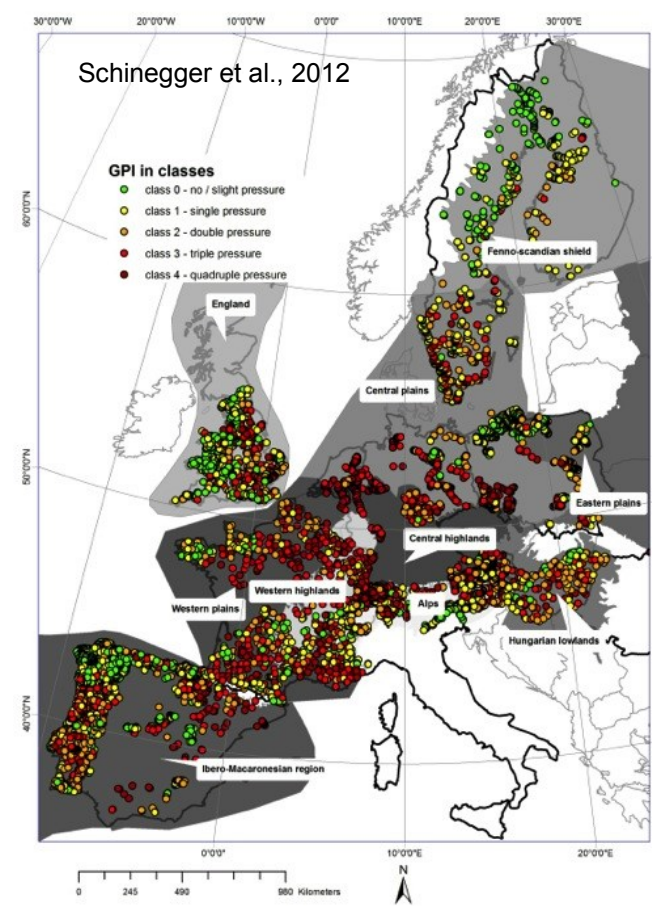 30°0'0"W 20°0'0"W 10°0'0"W 0°0'0" 10°0'0"E 20°0'0"E 30°0'0"E
Schinegger et al., 2012
GPI in classes
class 0 - no / slight pressure
class 1 - single pressure
class 2 - double pressure
class 3 - triple pressure
class 4 - quadruple pressure
60°0'0"N
Fenno-scandian shield
England
Central plains
50°0'0"N
Eastern plains
Central highlands
Western highlands
Alps
Western plains
Hungarian lowlands
40°0'0"N
Ibero-Macaronesian region
0°0'0" 10°0'0"E 20°0'0"E
N
0 245 490 980 Kilometers